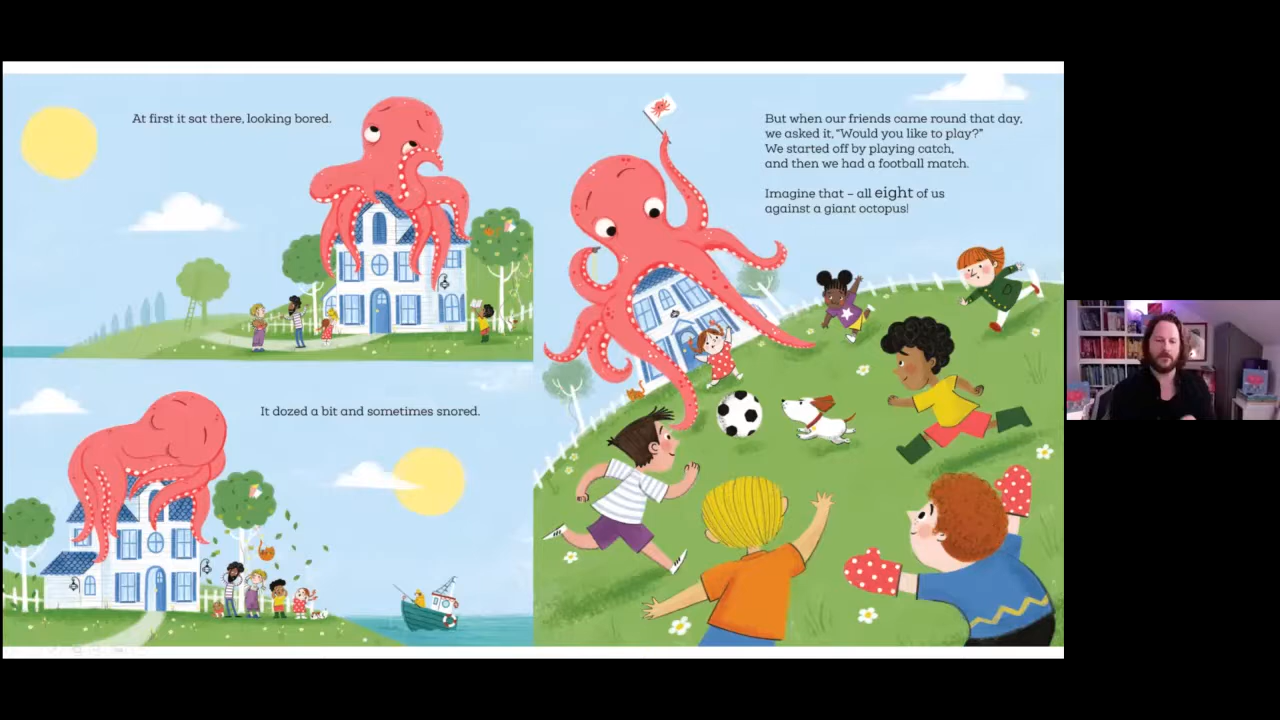 At first it sat there, looking bored.
It dozed a bit and sometimes snored.
But when our friends came round that day,
we asked it, “Would you like to play?”
We started off by playing catch,
and then we had a football match.
Imagine that – all eight of us
against a giant octopus!